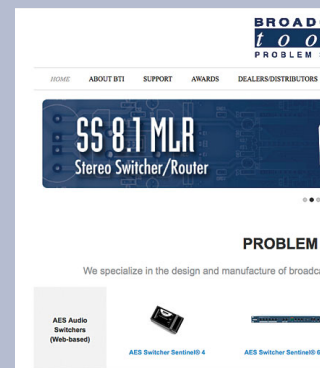 BROAD
too
PROBLEM
HOME ABOUT BTI SUPPORT AWARDS DEALERS/DISTRIBUTORS
SS 8.1 MLR
Stereo Switcher/Router
PROBLEM
We specialize in the design and manufacture of broadca
AES Audio
Switchers
(Web-based)
AES Switcher Sentinel® 4 AES Switcher Sentinel® 6